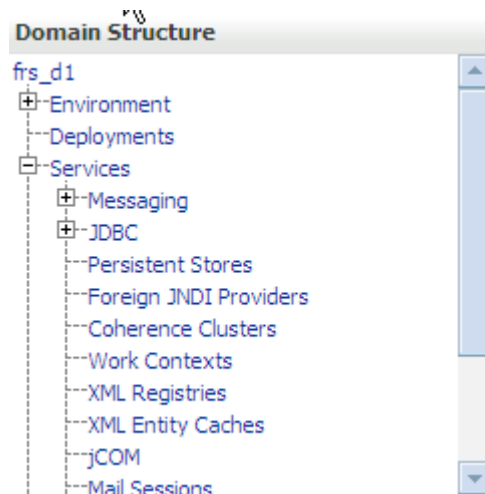 Domain Structure
frs_d1
Environment
Deployments
Services
Messaging
JDBC
Persistent Stores
Foreign JNDI Providers
Coherence Clusters
Work Contexts
XML Registries
XML Entity Caches
jCOM
Mail Sessions